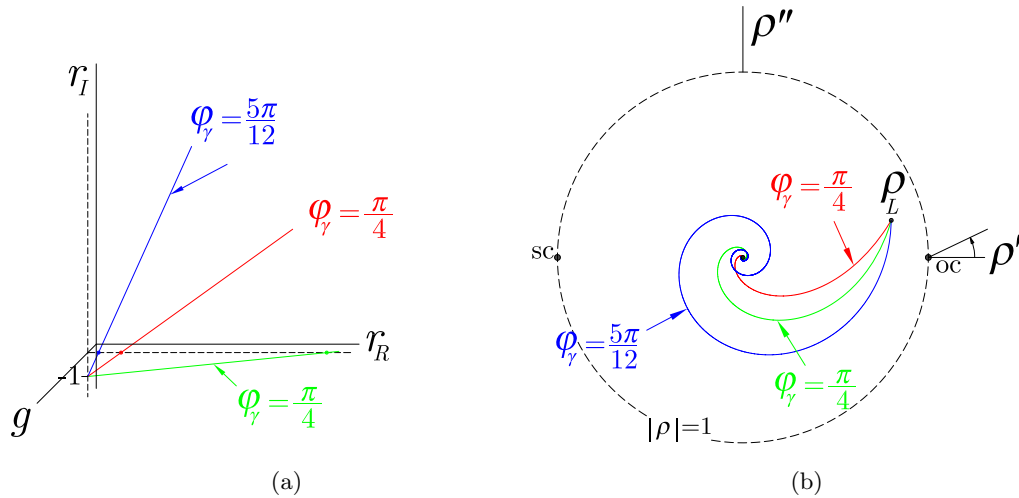 r_I
φ_γ = 5π/12
φ_γ = π/4
r_R
-1
φ_γ = π/4
g
(a)
ρ''
φ_γ = π/4
ρ_L
sc
oc
ρ'
φ_γ = 5π/12
φ_γ = π/4
|ρ|=1
(b)